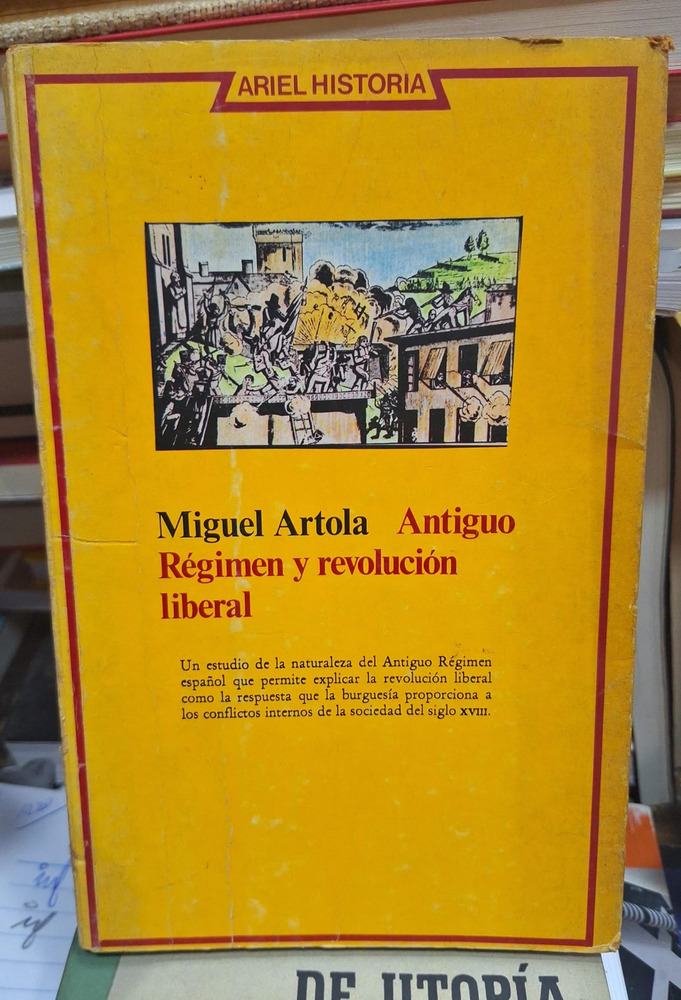 ARIEL HISTORIA
Miguel Artola Antiguo
Régimen y revolución
liberal
Un estudio de la naturaleza del Antiguo Régimen
español que permite explicar la revolución liberal
como la respuesta que la burguesía proporciona a
los conflictos internos de la sociedad del siglo XVIII.
DE UTOPÍA